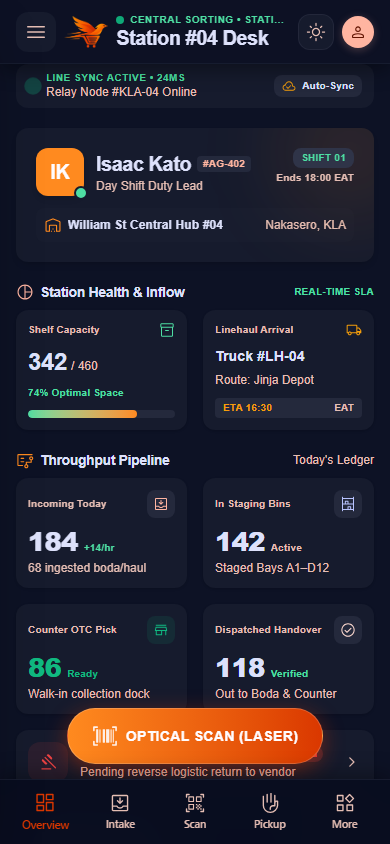 CENTRAL SORTING • STATI...
Station #04 Desk
LINE SYNC ACTIVE • 24MS
Relay Node #KLA-04 Online
Auto-Sync
IK
Isaac Kato
#AG-402
Day Shift Duty Lead
SHIFT 01
Ends 18:00 EAT
William St Central Hub #04
Nakasero, KLA
Station Health & Inflow
REAL-TIME SLA
Shelf Capacity
342 / 460
74% Optimal Space
Linehaul Arrival
Truck #LH-04
Route: Jinja Depot
ETA 16:30
EAT
Throughput Pipeline
Today's Ledger
Incoming Today
184 +14/hr
68 ingested boda/haul
In Staging Bins
142 Active
Staged Bays A1–D12
Counter OTC Pick
86 Ready
Walk-in collection dock
Dispatched Handover
118 Verified
Out to Boda & Counter
OPTICAL SCAN (LASER)
Pending reverse logistic return to vendor
Overview
Intake
Scan
Pickup
More